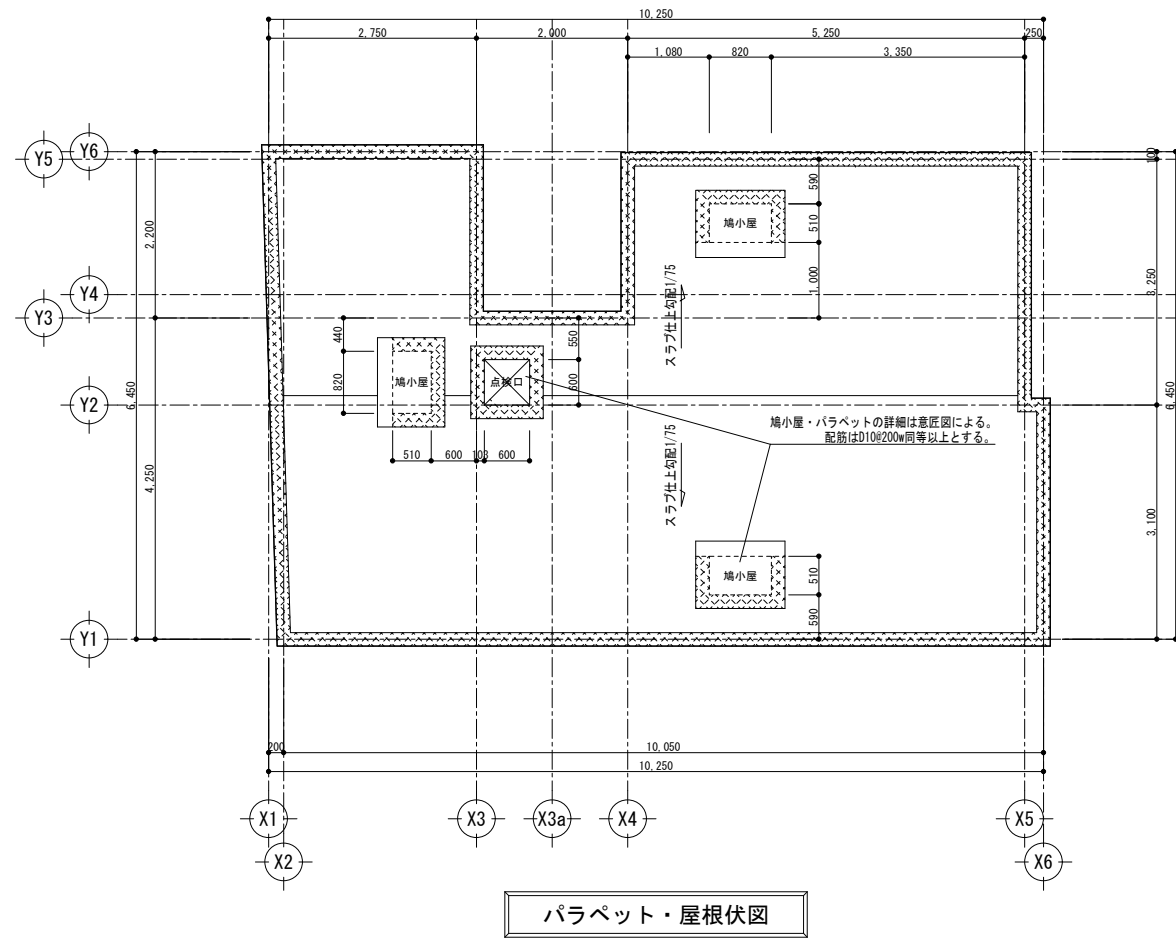 10,250
2,750
2,000
5,250
250
1,080
820
3,350
Y5
Y6
100
590
2,200
鳩小屋
510
3,250
スラブ仕上勾配1/75
1,000
Y4
Y3
440
550
6,450
820
鳩小屋
点検口
600
6,450
Y2
鳩小屋・パラペットの詳細は意匠図による。
配筋はD10@200w同等以上とする。
510
600
103
600
スラブ仕上勾配1/75
4,250
3,100
鳩小屋
510
590
Y1
200
10,050
10,250
X1
X3
X3a
X4
X5
X2
X6
パラペット・屋根伏図